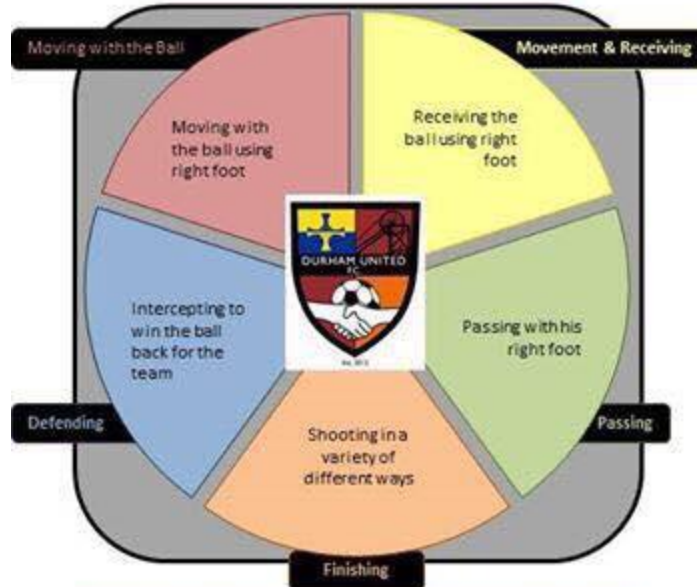 Moving with the Ball
Movement & Receiving
Moving with
the ball using
right foot
Receiving the
ball using right
foot
DURHAM UNITED
F.C.
Intercepting to
win the ball
back for the
team
Passing with his
right foot
Defending
Passing
Shooting in a
variety of
different ways
Finishing